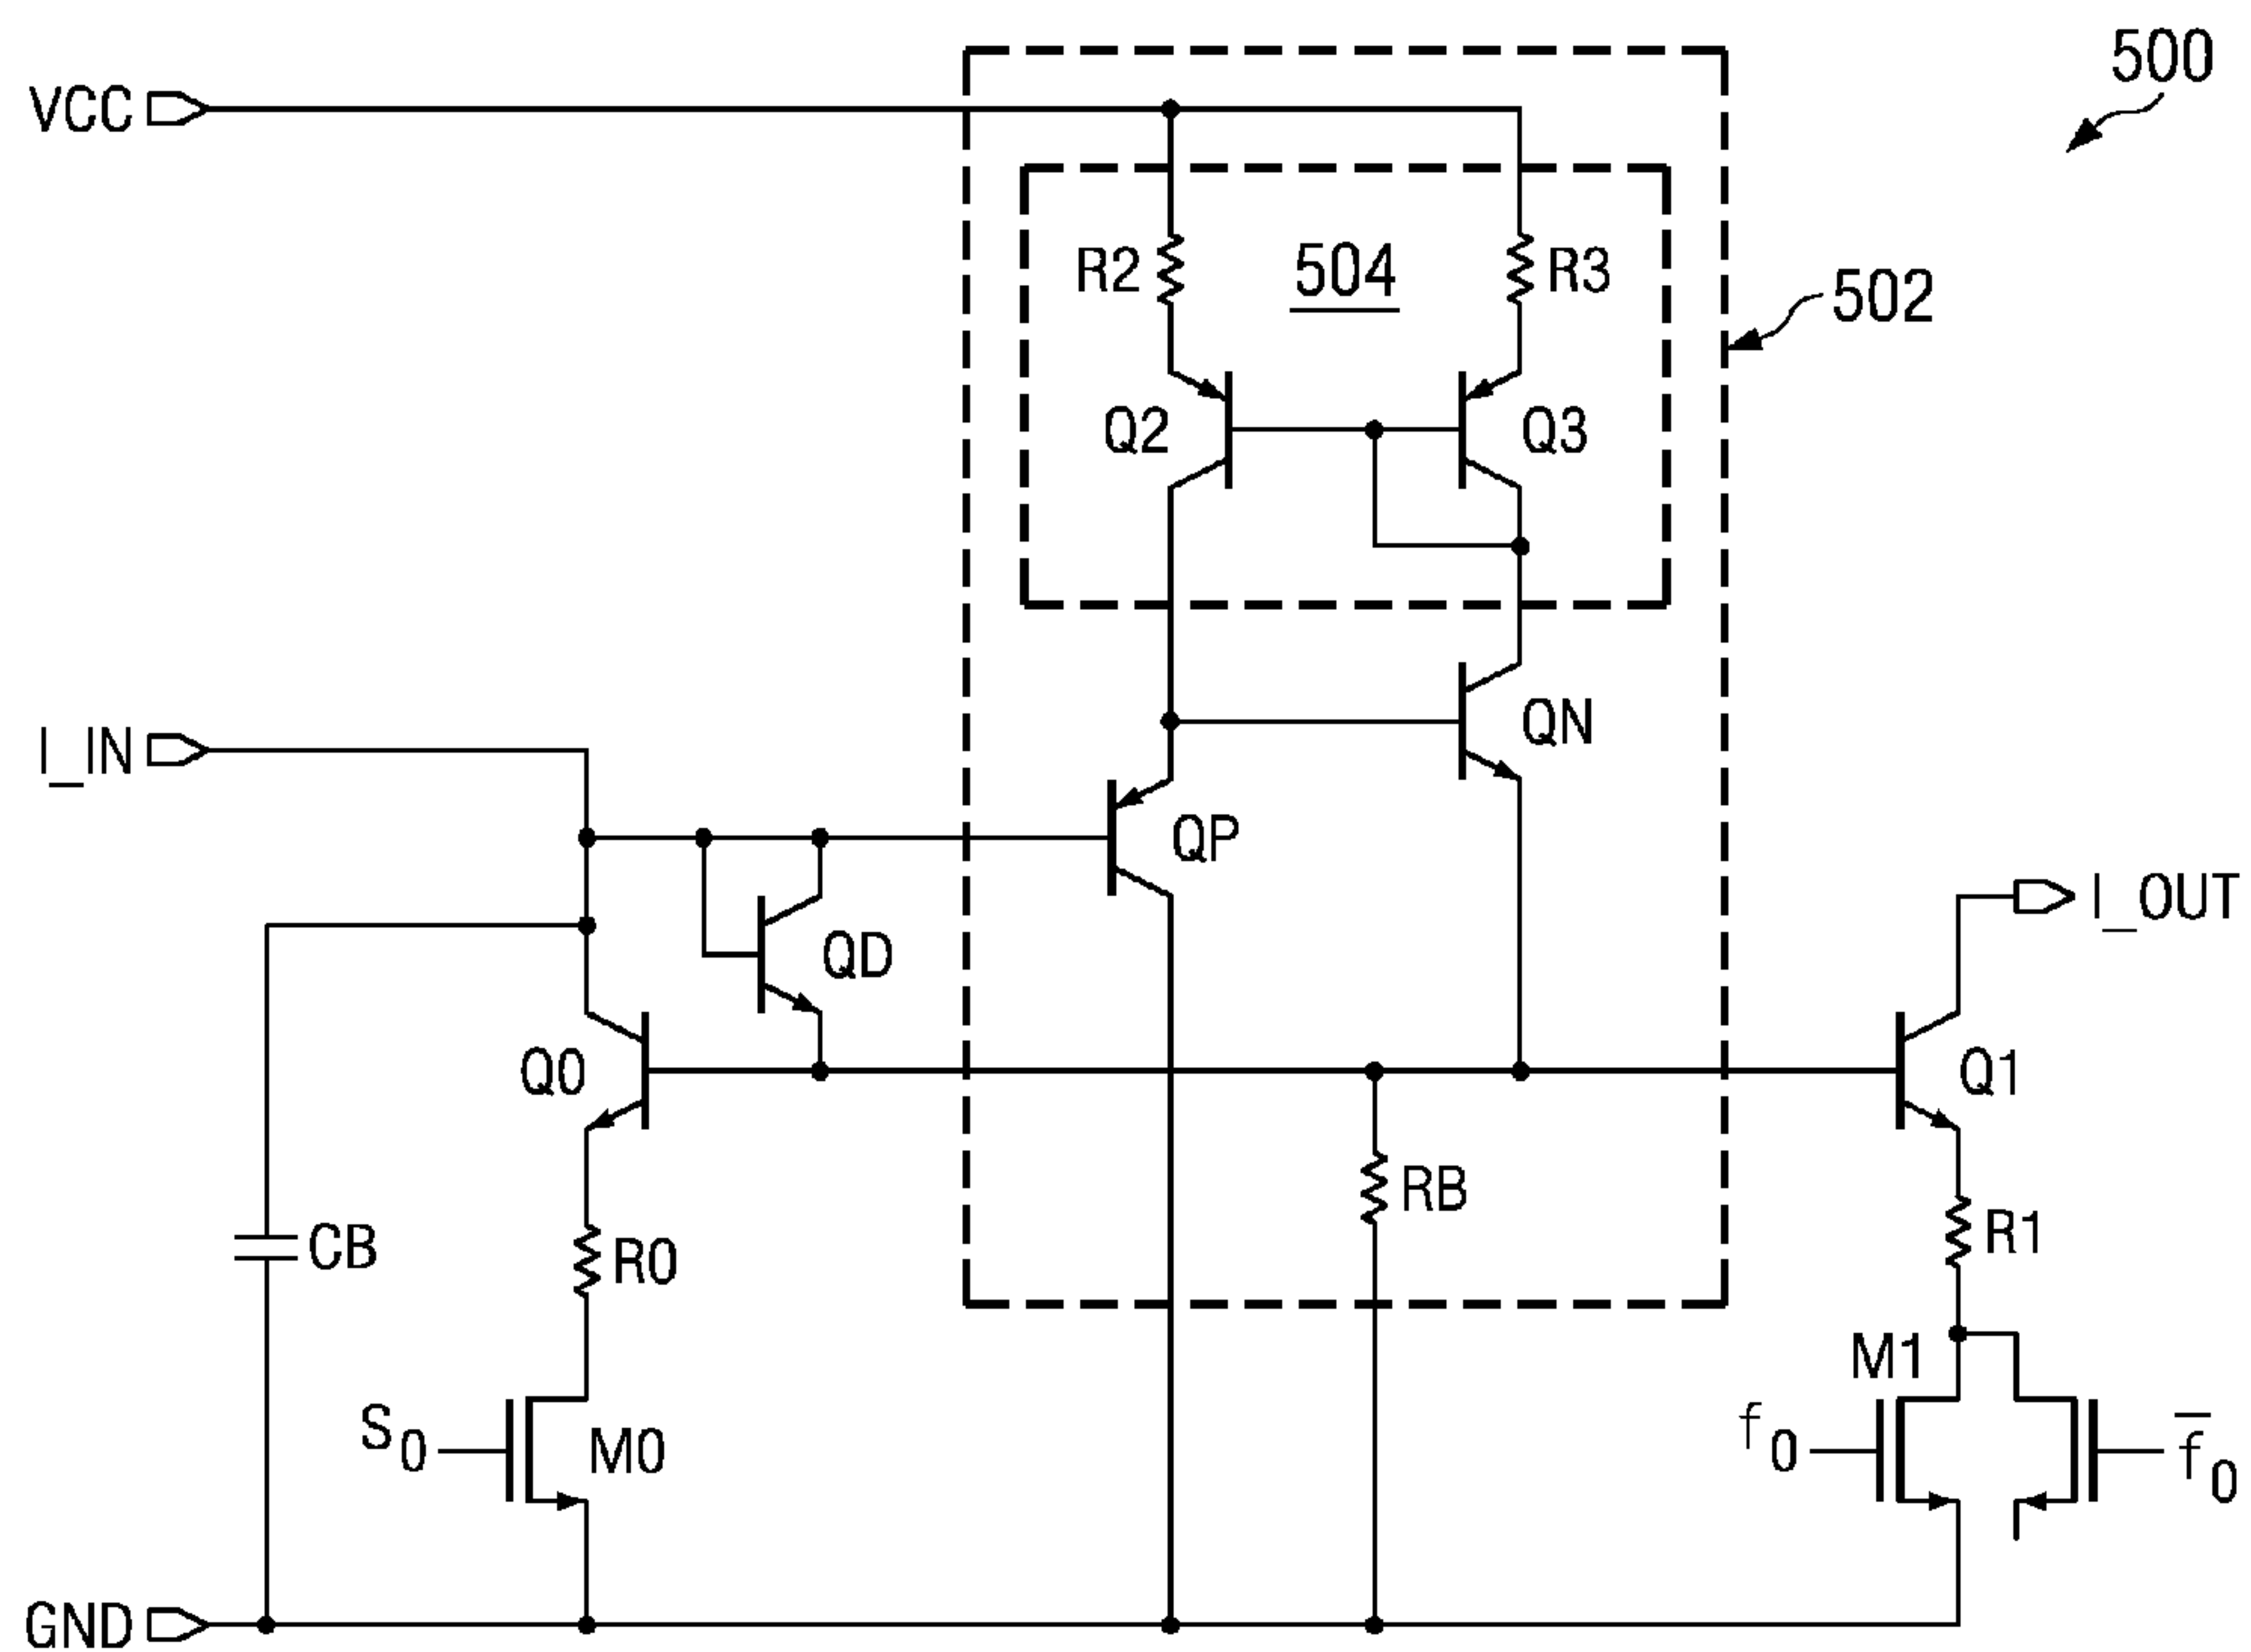 500
VCC
R2
504
R3
502
Q2
Q3
I_IN
QN
QP
I_OUT
QD
Q0
Q1
RB
R1
CB
R0
M1
S0
M0
f0
f̅0
GND